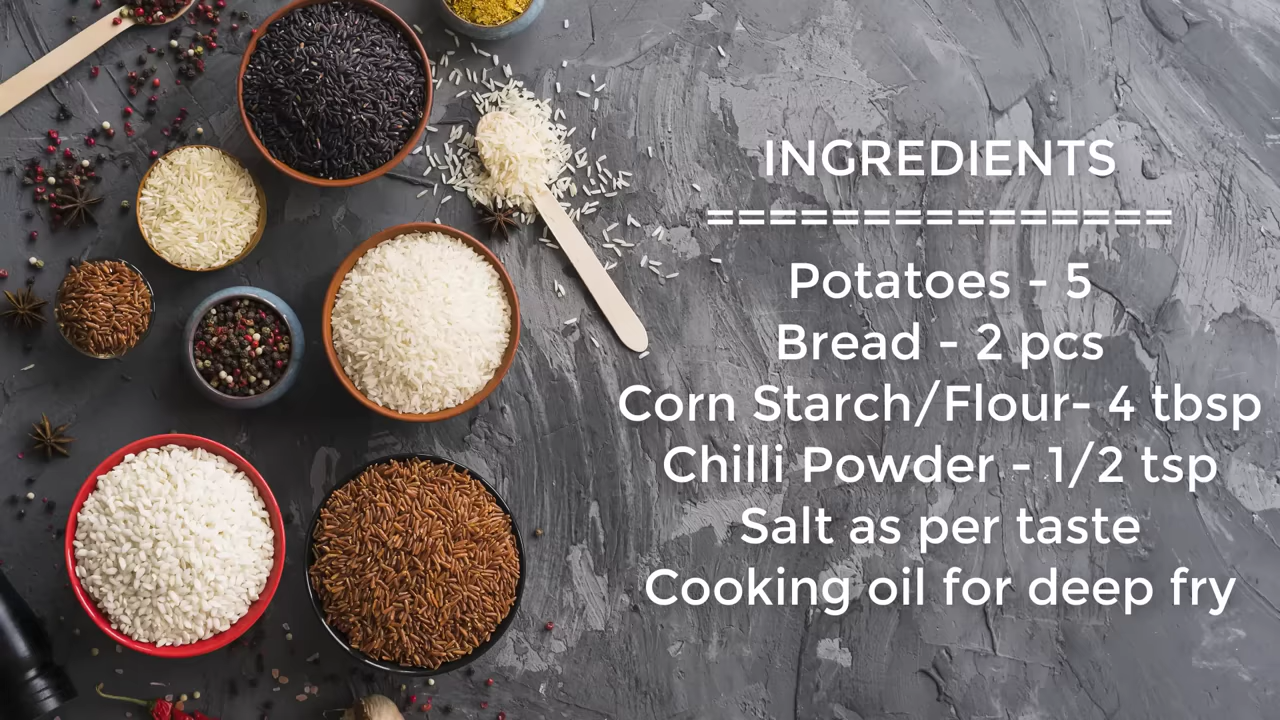 INGREDIENTS
===============
Potatoes - 5
Bread - 2 pcs
Corn Starch/Flour- 4 tbsp
Chilli Powder - 1/2 tsp
Salt as per taste
Cooking oil for deep fry